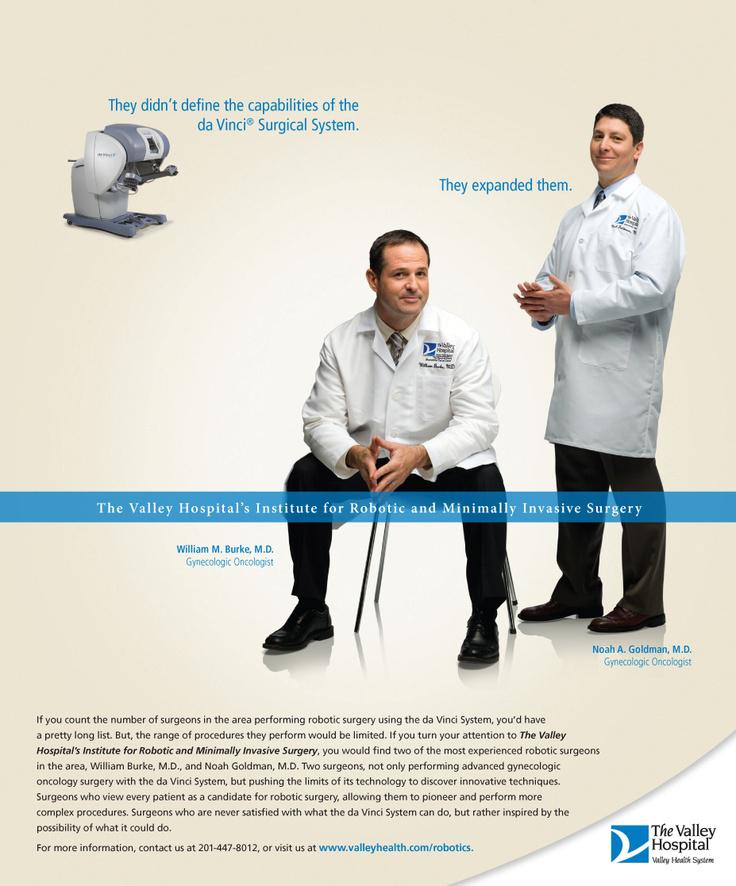 They didn't define the capabilities of the
da Vinci® Surgical System.
They expanded them.
The Valley
Hospital
The Valley
Hospital
William Burke, M.D.
The Valley Hospital's Institute for Robotic and Minimally Invasive Surgery
William M. Burke, M.D.
Gynecologic Oncologist
Noah A. Goldman, M.D.
Gynecologic Oncologist
If you count the number of surgeons in the area performing robotic surgery using the da Vinci System, you'd have
a pretty long list. But, the range of procedures they perform would be limited. If you turn your attention to The Valley
Hospital's Institute for Robotic and Minimally Invasive Surgery, you would find two of the most experienced robotic surgeons
in the area, William Burke, M.D., and Noah Goldman, M.D. Two surgeons, not only performing advanced gynecologic
oncology surgery with the da Vinci System, but pushing the limits of its technology to discover innovative techniques.
Surgeons who view every patient as a candidate for robotic surgery, allowing them to pioneer and perform more
complex procedures. Surgeons who are never satisfied with what the da Vinci System can do, but rather inspired by the
possibility of what it could do.
For more information, contact us at 201-447-8012, or visit us at www.valleyhealth.com/robotics.
The Valley
Hospital
Valley Health System